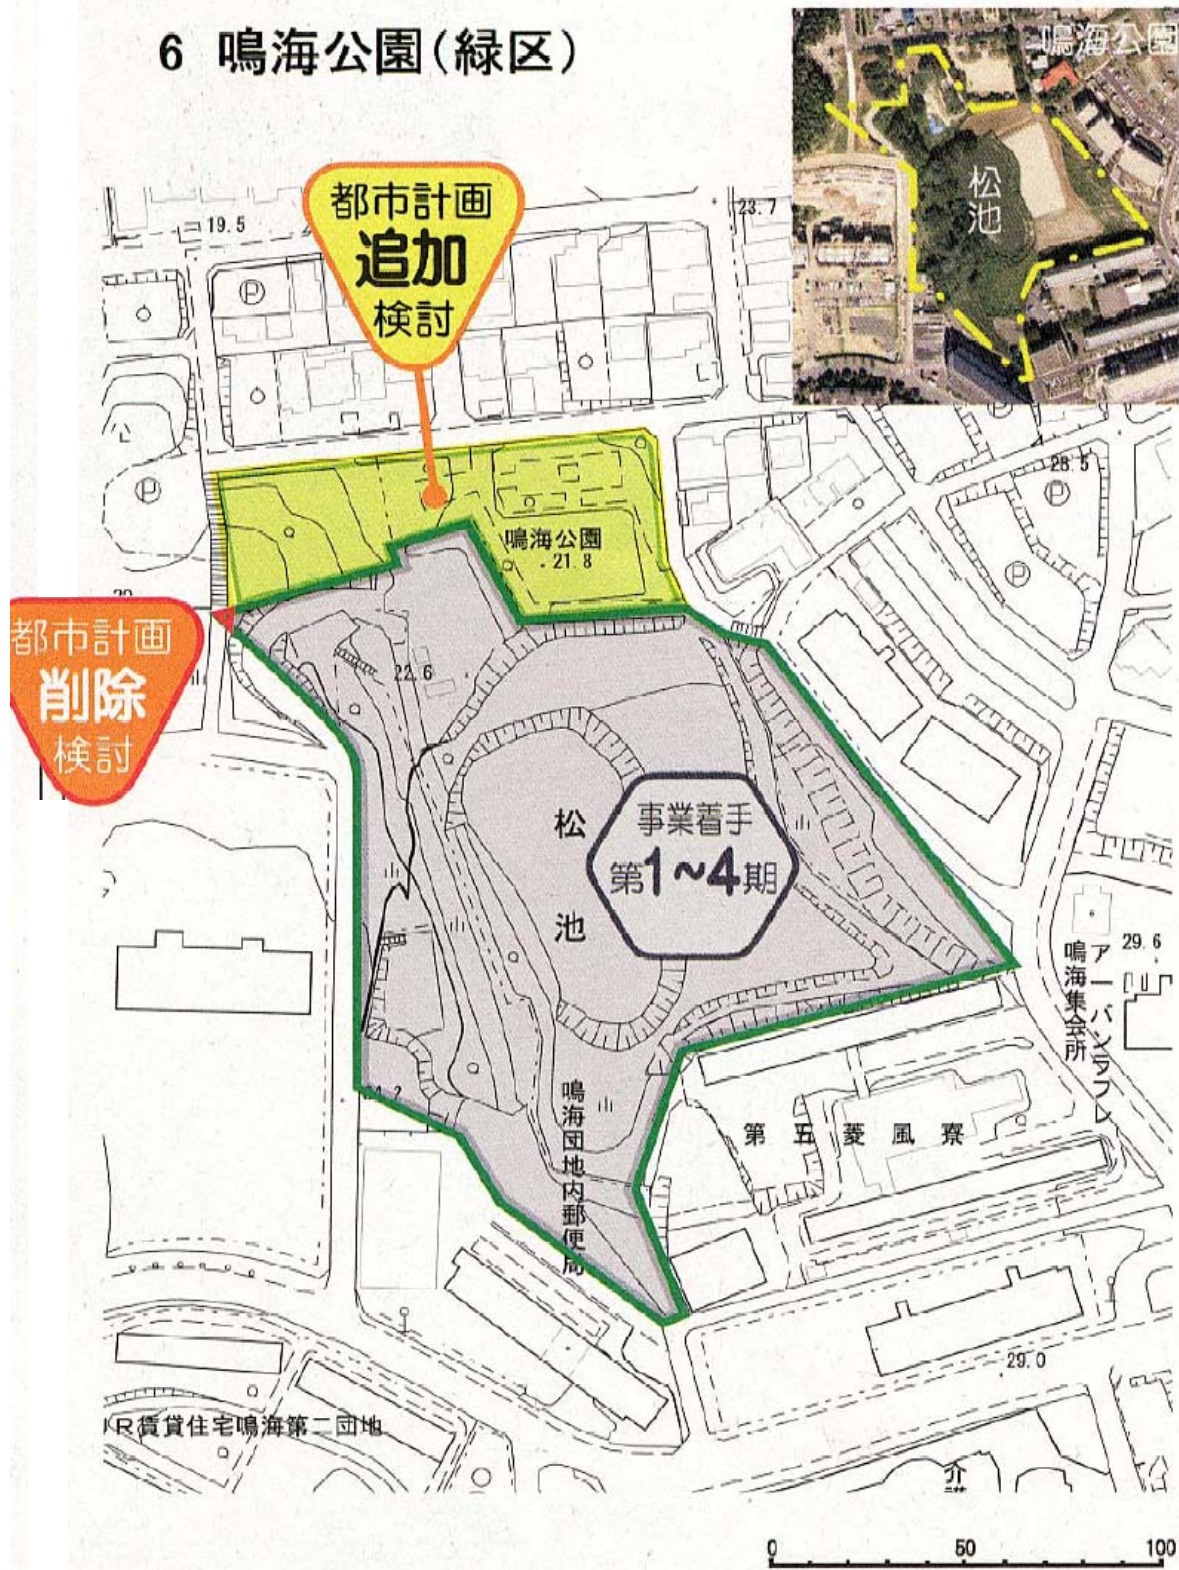 6 鳴海公園(緑区)
鳴海公園
松池
都市計画
追加
検討
19.5
23.7
28.5
鳴海公園
21.8
都市計画
削除
検討
22.6
松池
事業着手
第1~4期
29.6
アーバンラフレ
鳴海集会所
鳴海団地内郵便局
第五菱風寮
29.0
UR賃貸住宅鳴海第二団地
0 50 100